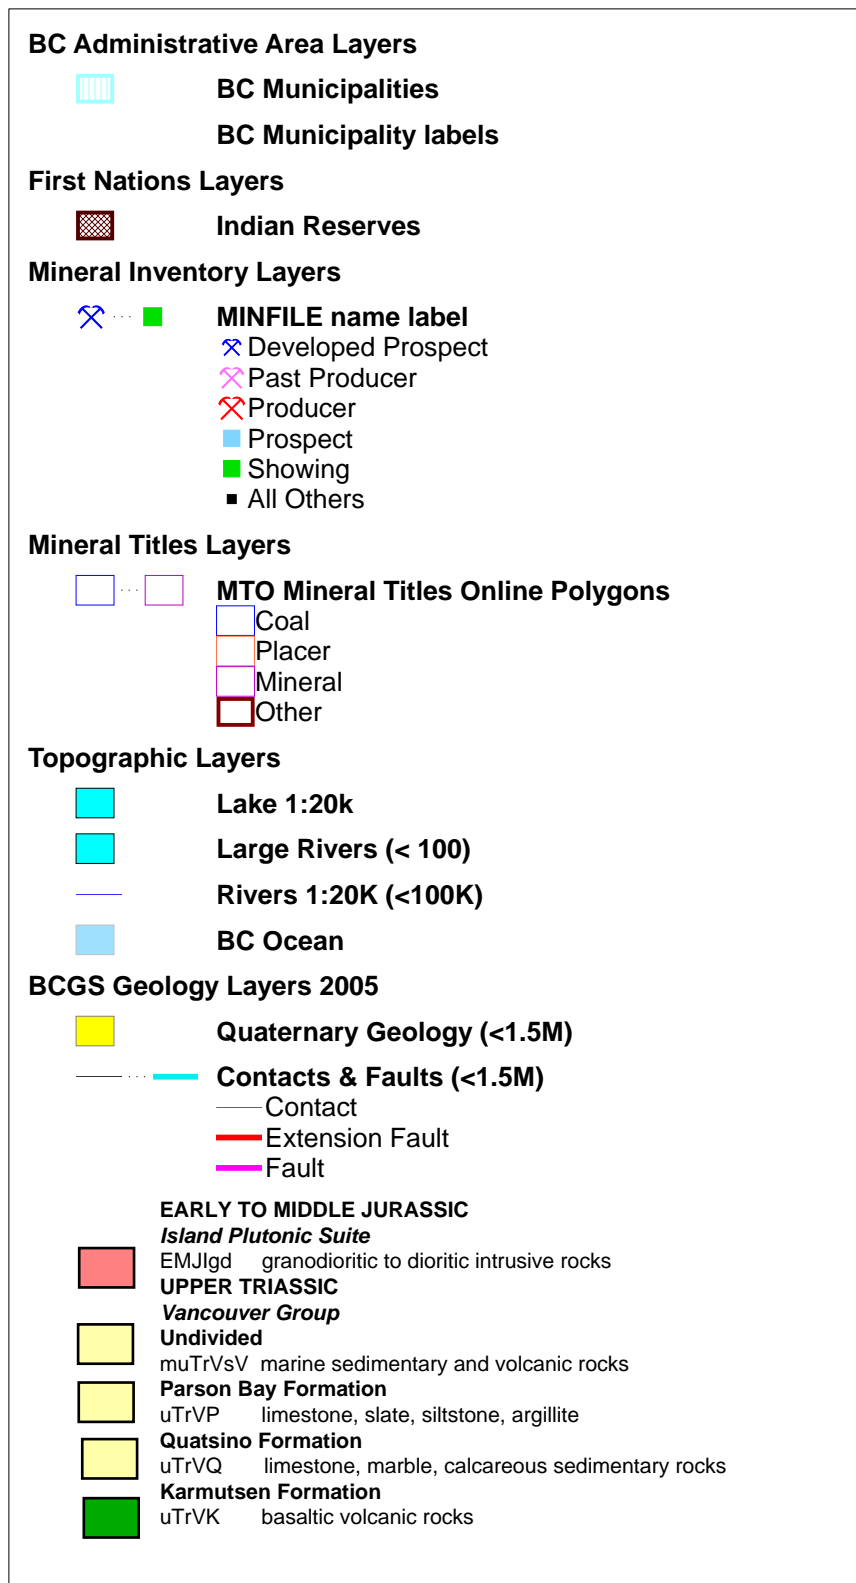 BC Administrative Area Layers
BC Municipalities
BC Municipality labels
First Nations Layers
Indian Reserves
Mineral Inventory Layers
MINFILE name label
Developed Prospect
Past Producer
Producer
Prospect
Showing
All Others
Mineral Titles Layers
MTO Mineral Titles Online Polygons
Coal
Placer
Mineral
Other
Topographic Layers
Lake 1:20k
Large Rivers (< 100)
Rivers 1:20K (<100K)
BC Ocean
BCGS Geology Layers 2005
Quaternary Geology (<1.5M)
Contacts & Faults (<1.5M)
Contact
Extension Fault
Fault
EARLY TO MIDDLE JURASSIC
Island Plutonic Suite
EMJIgd granodioritic to dioritic intrusive rocks
UPPER TRIASSIC
Vancouver Group
Undivided
muTrVsV marine sedimentary and volcanic rocks
Parson Bay Formation
uTrVP limestone, slate, siltstone, argillite
Quatsino Formation
uTrVQ limestone, marble, calcareous sedimentary rocks
Karmutsen Formation
uTrVK basaltic volcanic rocks